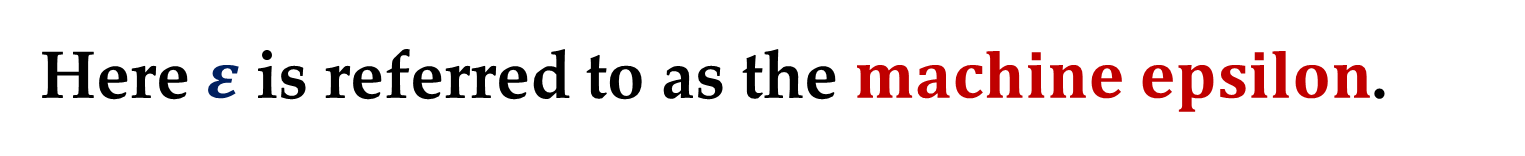 Here ε is referred to as the machine epsilon.